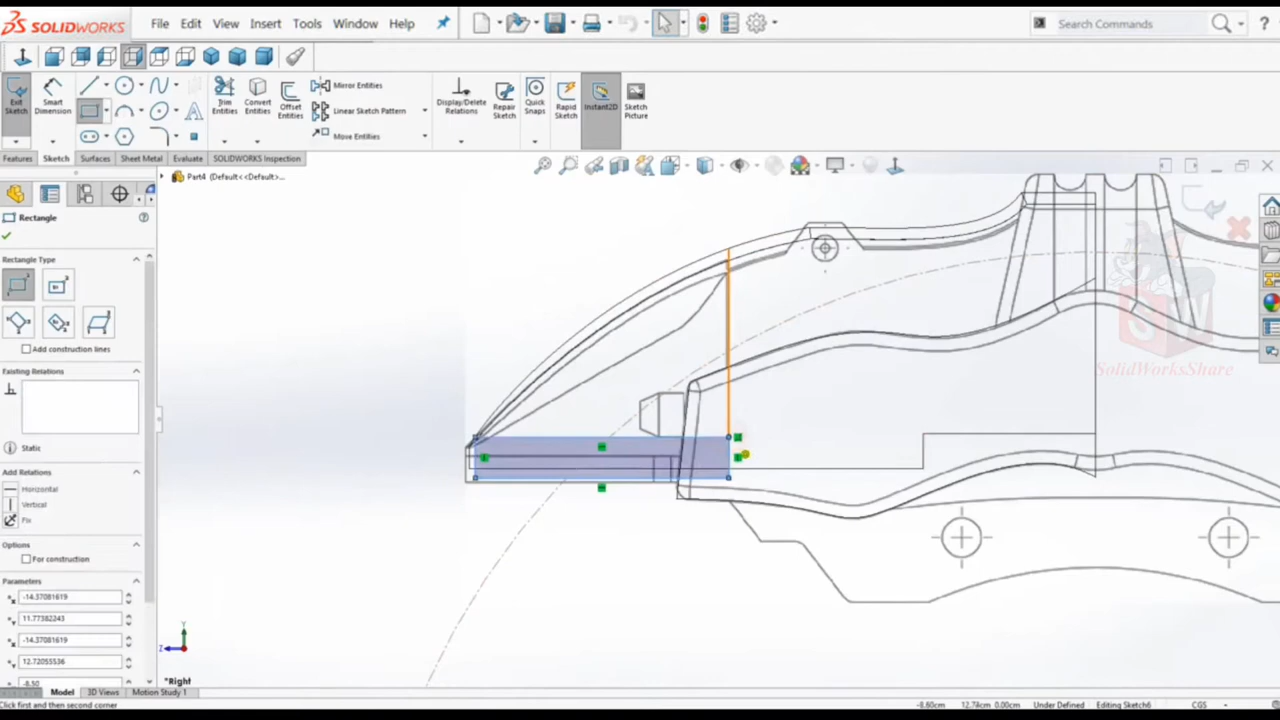 SOLIDWORKS File Edit View Insert Tools Window Help Search Commands
Exit Sketch
Smart Dimension
Trim Entities
Convert Entities
Offset Entities
Mirror Entities
Linear Sketch Pattern
Move Entities
Display/Delete Relations
Repair Sketch
Quick Snaps
Rapid Sketch
Instant2D
Sketch Picture
Features Sketch Surfaces Sheet Metal Evaluate SOLIDWORKS Inspection
Part4 (Default<<Default>...
Rectangle
Rectangle Type
Add construction lines
Existing Relations
Static
Add Relations
Horizontal
Vertical
Fix
Options
For construction
Parameters
-14.37081619
11.77382243
-14.37081619
12.72055536
-8.50
SolidWorksShare
Y
Z
*Right
Model 3D Views Motion Study 1
Click first and then second corner -8.60cm 12.78cm 0.00cm Under Defined Editing Sketch6 CGS